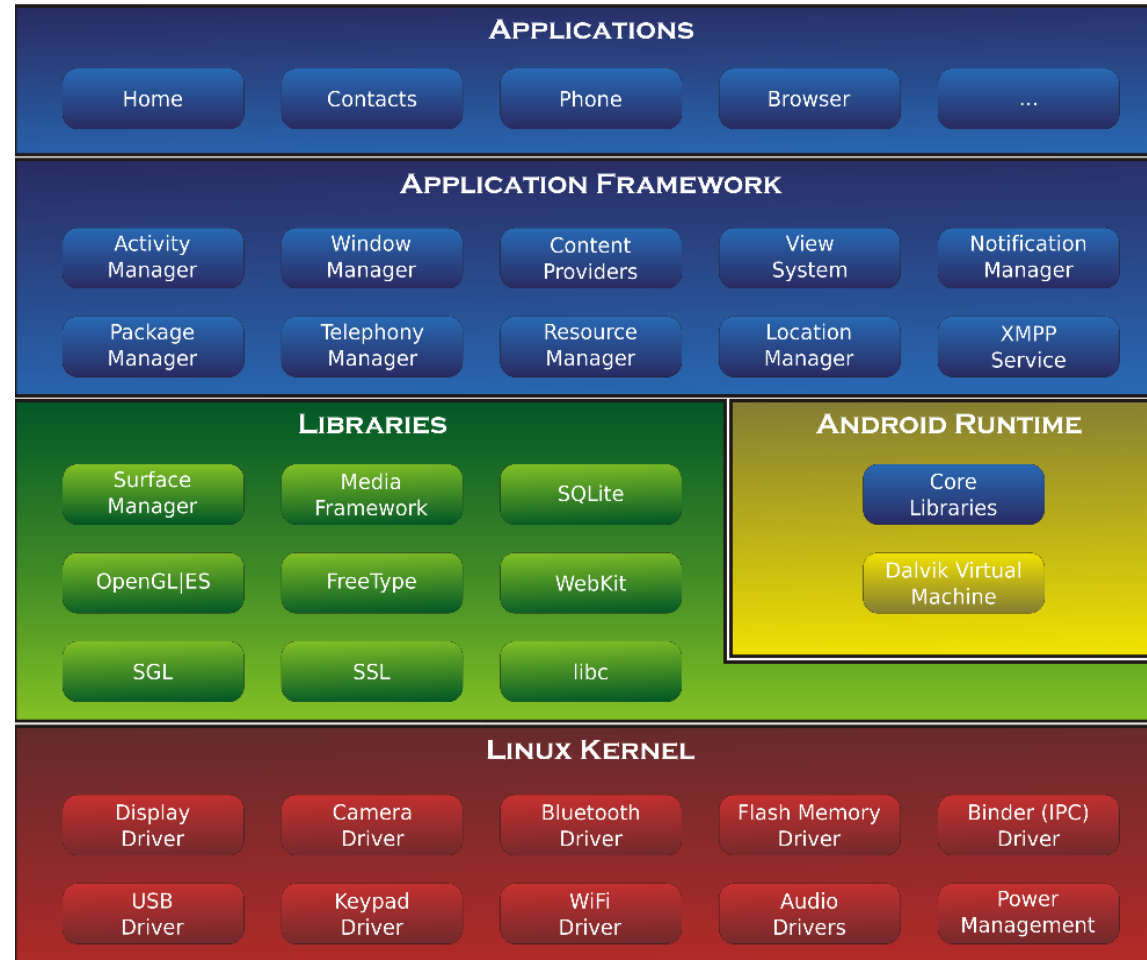 APPLICATIONS
Home
Contacts
Phone
Browser
...
APPLICATION FRAMEWORK
Activity
Manager
Window
Manager
Content
Providers
View
System
Notification
Manager
Package
Manager
Telephony
Manager
Resource
Manager
Location
Manager
XMPP
Service
LIBRARIES
Surface
Manager
Media
Framework
SQLite
OpenGL|ES
FreeType
WebKit
SGL
SSL
libc
ANDROID RUNTIME
Core
Libraries
Dalvik Virtual
Machine
LINUX KERNEL
Display
Driver
Camera
Driver
Bluetooth
Driver
Flash Memory
Driver
Binder (IPC)
Driver
USB
Driver
Keypad
Driver
WiFi
Driver
Audio
Drivers
Power
Management